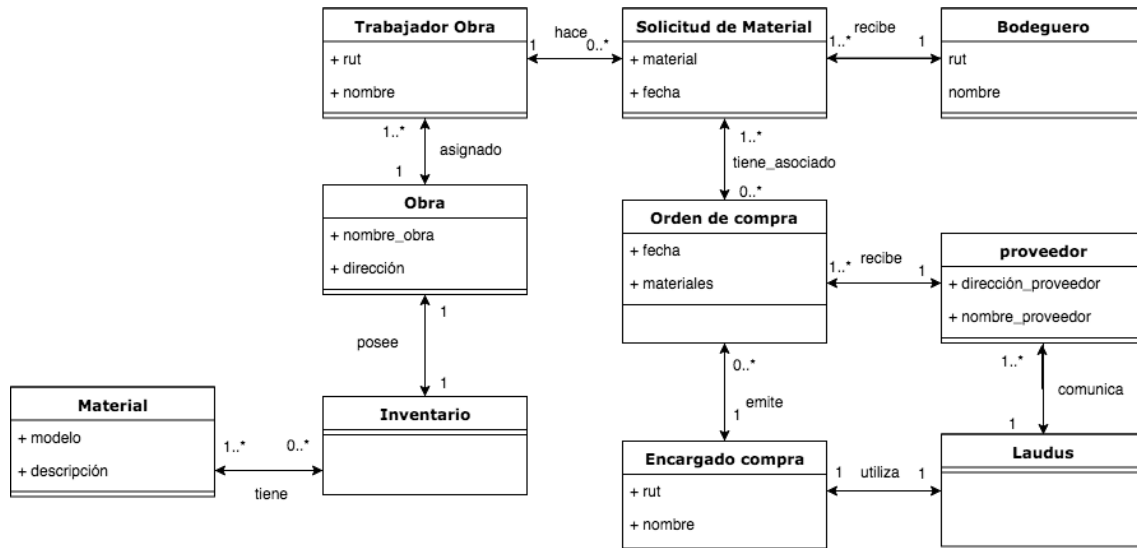 Trabajador Obra
+ rut
+ nombre
1
hace
0..*
Solicitud de Material
+ material
+ fecha
1..*
recibe
1
Bodeguero
rut
nombre
1..*
asignado
1
1..*
tiene_asociado
0..*
Obra
+ nombre_obra
+ dirección
Orden de compra
+ fecha
+ materiales
1..*
recibe
1
proveedor
+ dirección_proveedor
+ nombre_proveedor
1
posee
1
0..*
emite
1
1..*
comunica
1
Material
+ modelo
+ descripción
1..*
0..*
tiene
Inventario
Encargado compra
+ rut
+ nombre
1
utiliza
1
Laudus